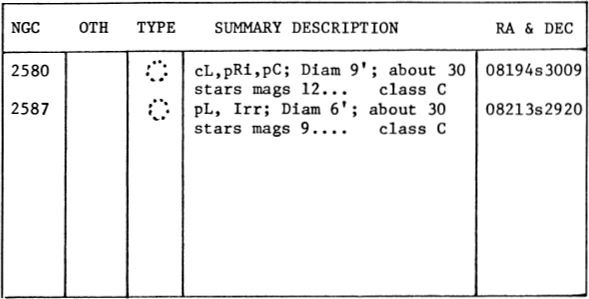 NGC OTH TYPE SUMMARY DESCRIPTION RA & DEC
2580 cL,pRi,pC; Diam 9'; about 30 08194s3009
stars mags 12... class C
2587 pL, Irr; Diam 6'; about 30 08213s2920
stars mags 9.... class C